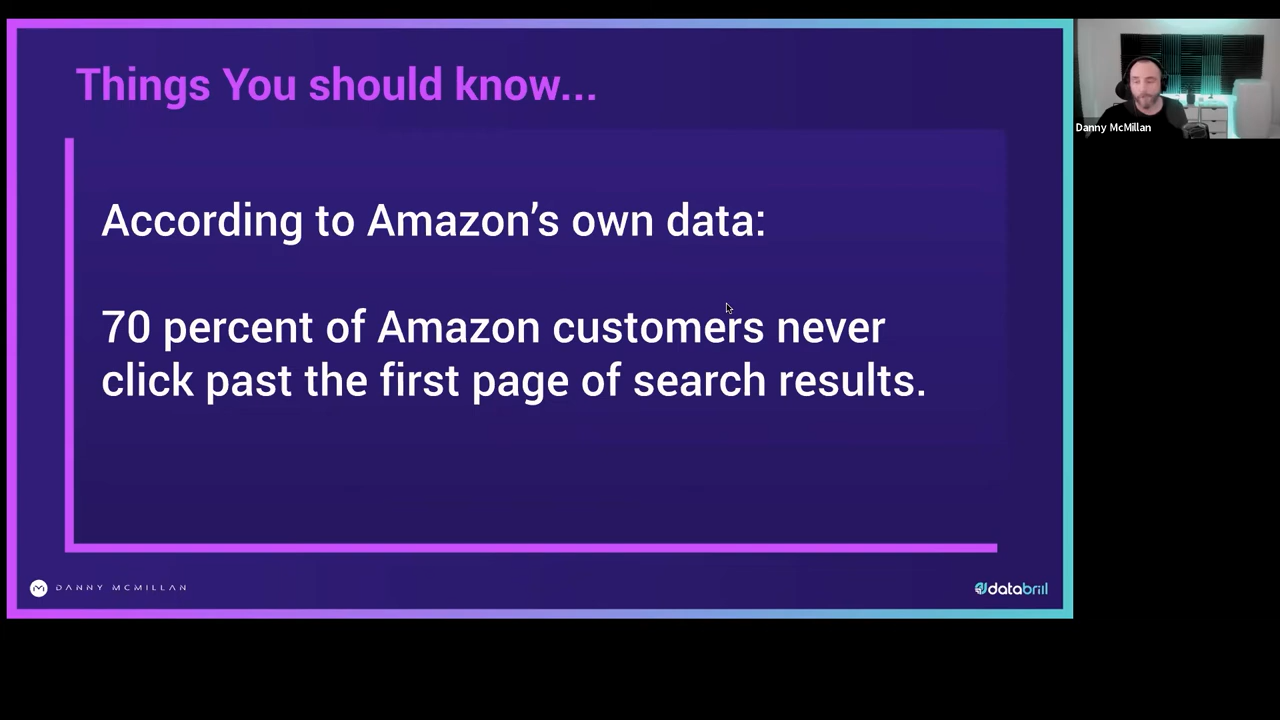 Things You should know...
According to Amazon's own data:
70 percent of Amazon customers never
click past the first page of search results.
DANNY MCMILLAN
databrill
Danny McMillan